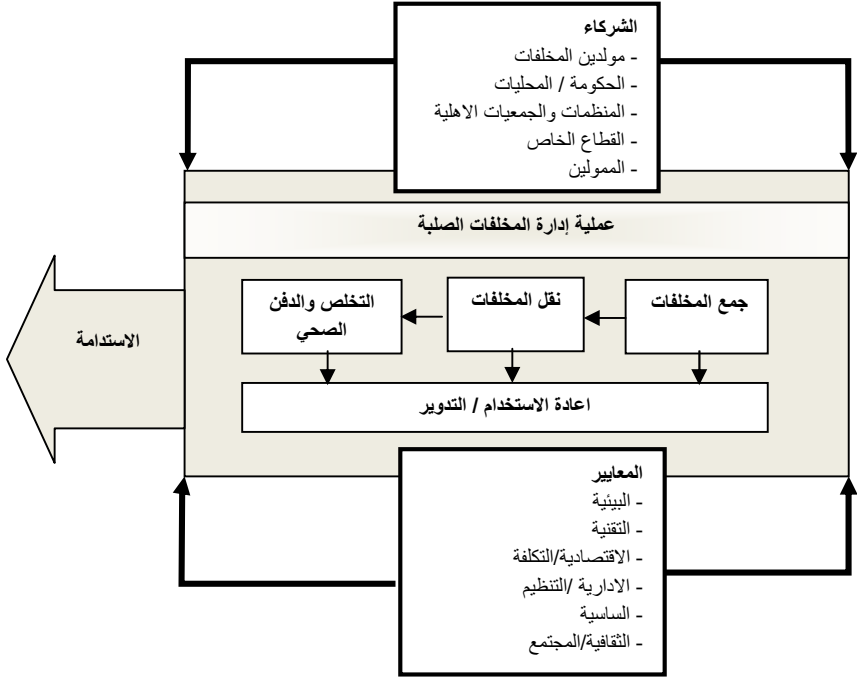 الشركاء
- مولدين المخلفات
- الحكومة / المحليات
- المنظمات والجمعيات الاهلية
- القطاع الخاص
- الممولين
عملية إدارة المخلفات الصلبة
جمع المخلفات
نقل المخلفات
التخلص والدفن
الصحي
اعادة الاستخدام / التدوير
الاستدامة
المعايير
- البيئية
- التقنية
- الاقتصادية/التكلفة
- الادارية /التنظيم
- الساسية
- الثقافية/المجتمع